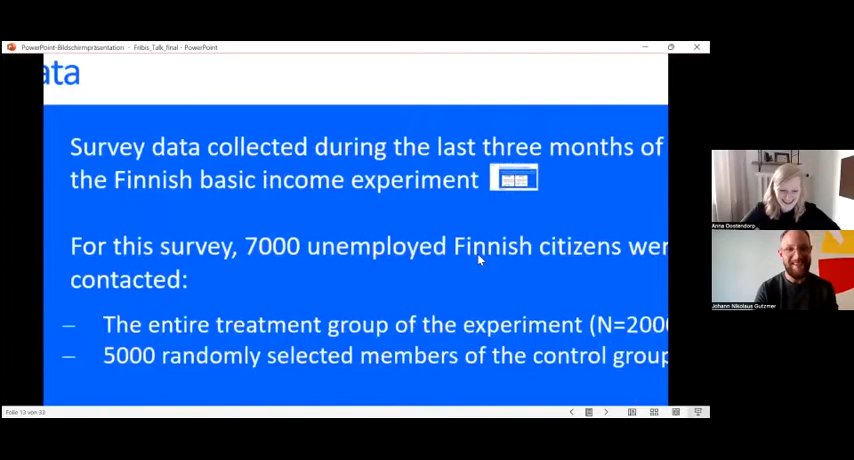 PowerPoint-Bildschirmpräsentation - Fribis_Talk_final - PowerPoint
ata
Survey data collected during the last three months of
the Finnish basic income experiment
For this survey, 7000 unemployed Finnish citizens wer
contacted:
– The entire treatment group of the experiment (N=200
– 5000 randomly selected members of the control group
Anna Oostendorp
Johann Nikolaus Gutzmer
Folie 13 von 33